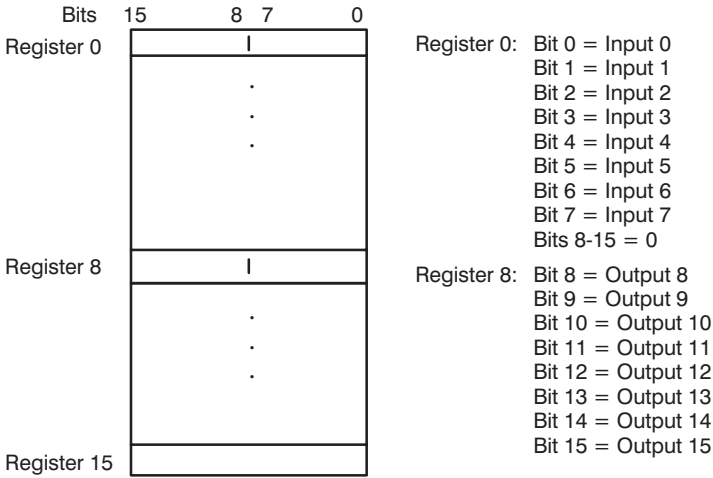 Bits 15 8 7 0
Register 0
Register 8
Register 15
Register 0: Bit 0 = Input 0
Bit 1 = Input 1
Bit 2 = Input 2
Bit 3 = Input 3
Bit 4 = Input 4
Bit 5 = Input 5
Bit 6 = Input 6
Bit 7 = Input 7
Bits 8-15 = 0
Register 8: Bit 8 = Output 8
Bit 9 = Output 9
Bit 10 = Output 10
Bit 11 = Output 11
Bit 12 = Output 12
Bit 13 = Output 13
Bit 14 = Output 14
Bit 15 = Output 15